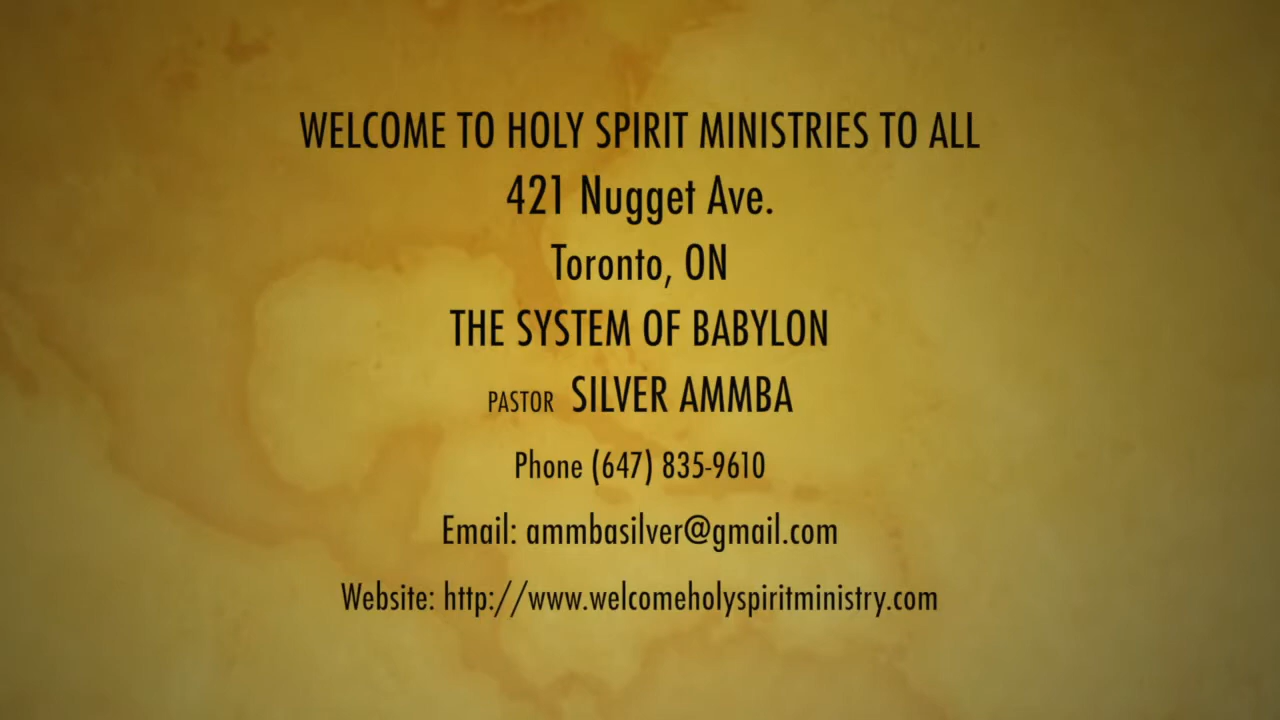 WELCOME TO HOLY SPIRIT MINISTRIES TO ALL
421 Nugget Ave.
Toronto, ON
THE SYSTEM OF BABYLON
PASTOR SILVER AMMBA
Phone (647) 835-9610
Email: ammbasilver@gmail.com
Website: http://www.welcomeholyspiritministry.com